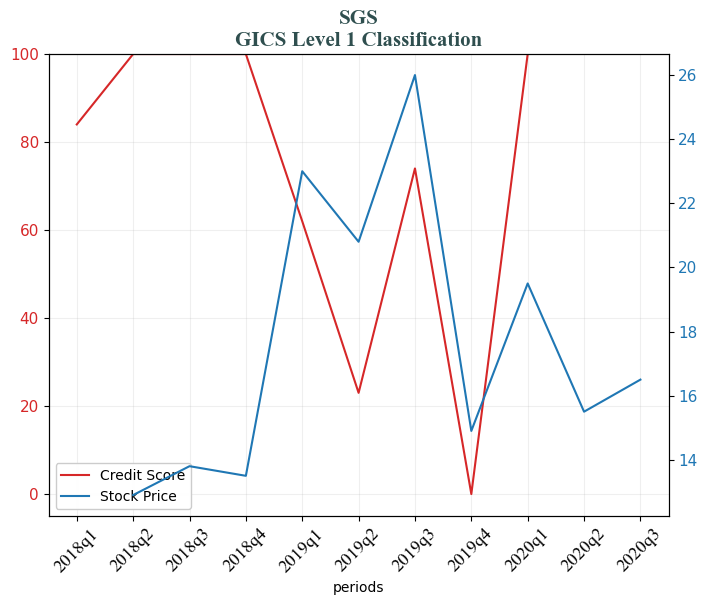 SGS
GICS Level 1 Classification
100
80
60
40
20
0
26
24
22
20
18
16
14
Credit Score
Stock Price
2018q1
2018q2
2018q3
2018q4
2019q1
2019q2
2019q3
2019q4
2020q1
2020q2
2020q3
periods